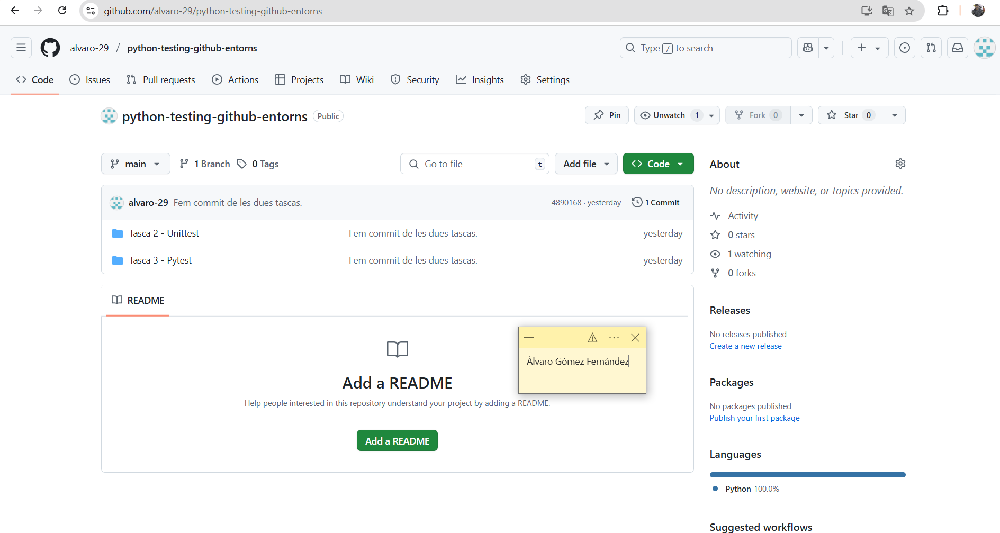 github.com/alvaro-29/python-testing-github-entorns
alvaro-29 / python-testing-github-entorns
Type / to search
Code Issues Pull requests Actions Projects Wiki Security Insights Settings
python-testing-github-entorns Public
Pin Unwatch 1 Fork 0 Star 0
main 1 Branch 0 Tags Go to file t Add file Code
alvaro-29 Fem commit de les dues tascas. 4890168 · yesterday 1 Commit
Tasca 2 - Unittest Fem commit de les dues tascas. yesterday
Tasca 3 - Pytest Fem commit de les dues tascas. yesterday
README
Add a README
Help people interested in this repository understand your project by adding a README.
Add a README
Álvaro Gómez Fernández
About
No description, website, or topics provided.
Activity
0 stars
1 watching
0 forks
Releases
No releases published
Create a new release
Packages
No packages published
Publish your first package
Languages
Python 100.0%
Suggested workflows